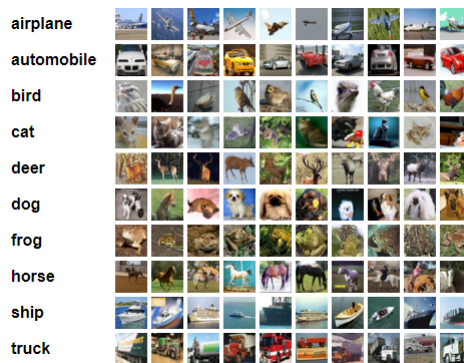 airplane
automobile
bird
cat
deer
dog
frog
horse
ship
truck